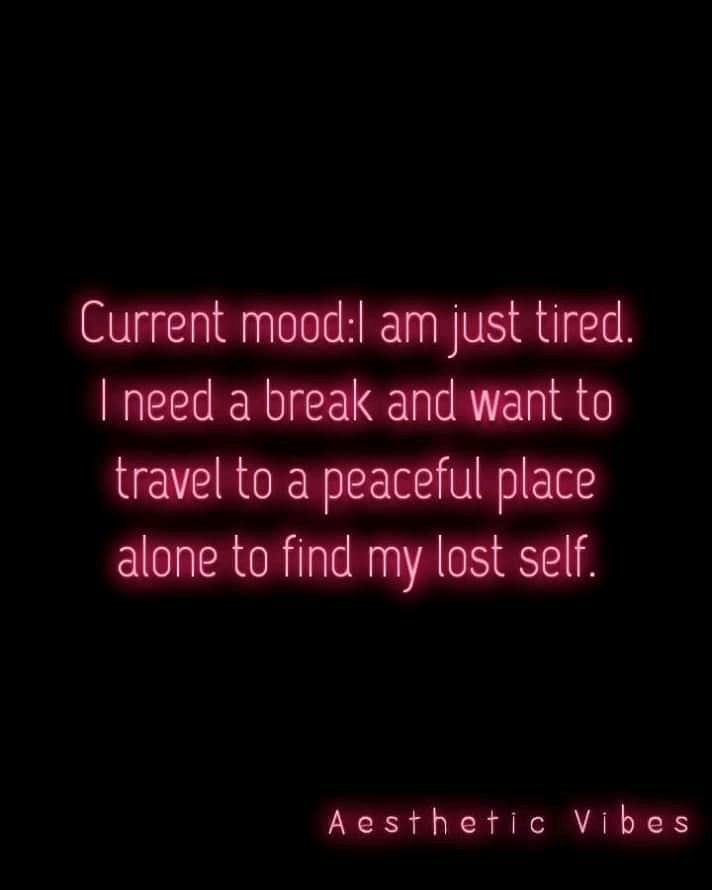 Current mood:I am just tired.
I need a break and want to
travel to a peaceful place
alone to find my lost self.
Aesthetic Vibes